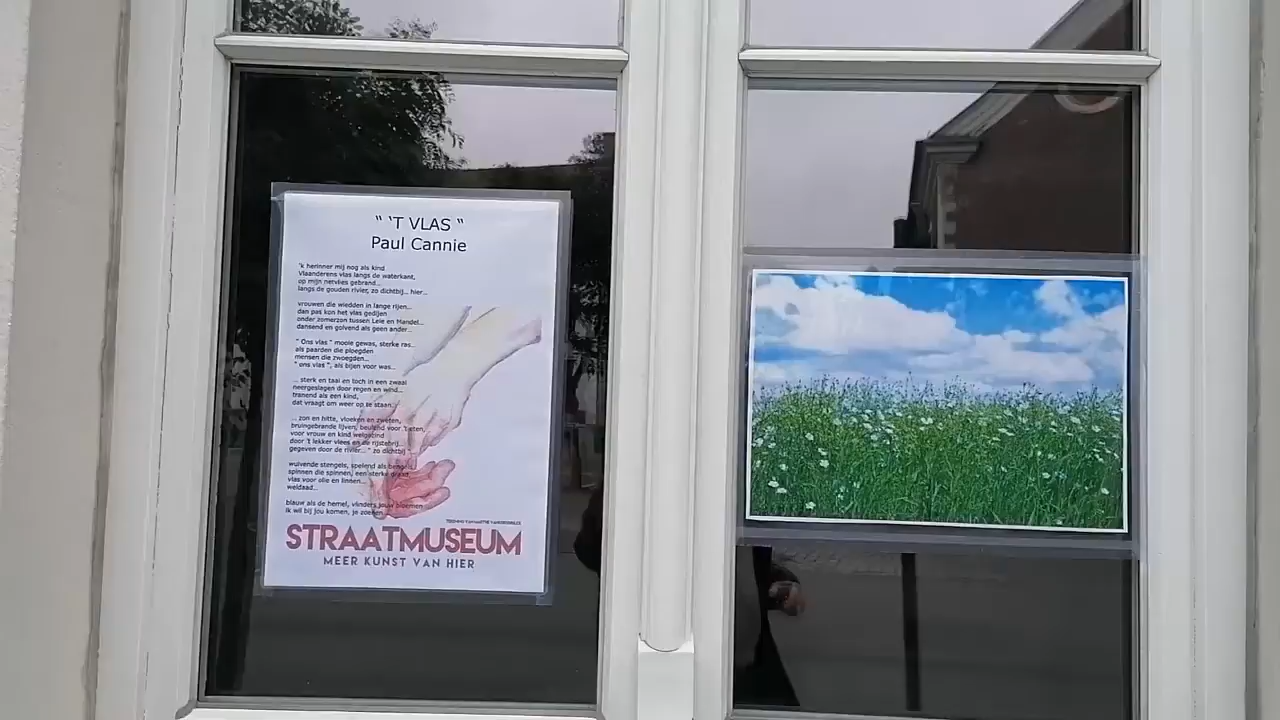 " 'T VLAS "
Paul Cannie
'k herinner mij nog als kind
Vlaanderens vlas langs de waterkant,
op mijn netvlies gebrand...
langs de gouden rivier, zo dichtbij... hier...
vrouwen die wiedden in lange rijen...
dan pas kon het vlas gedijen
onder zomerzon tussen Leie en Mandel...
dansend en golvend als geen ander...
" Ons vlas " mooie gewas, sterke ras...
als paarden die ploegden
mensen die zwoegden...
" ons vlas ", als bijen voor was...
... sterk en taai en toch in een zwaai
neergeslagen door regen en wind...
tranend als een kind,
dat vraagt om weer op te staan...
... zon en hitte, vloeken en zweten,
bruingebrande lijven, beulend voor 't eten,
voor vrouw en kind welgezind
door 't lekker vlees en de rijstebrij...
gegeven door de rivier... " zo dichtbij
wuivende stengels, spelend als bengels
spinnen die spinnen, een sterke draad
vlas voor olie en linnen...
weldaad...
blauw als de hemel, vlinders jouw bloemen
ik wil bij jou komen, je zoenen
STRAATMUSEUM
MEER KUNST VAN HIER